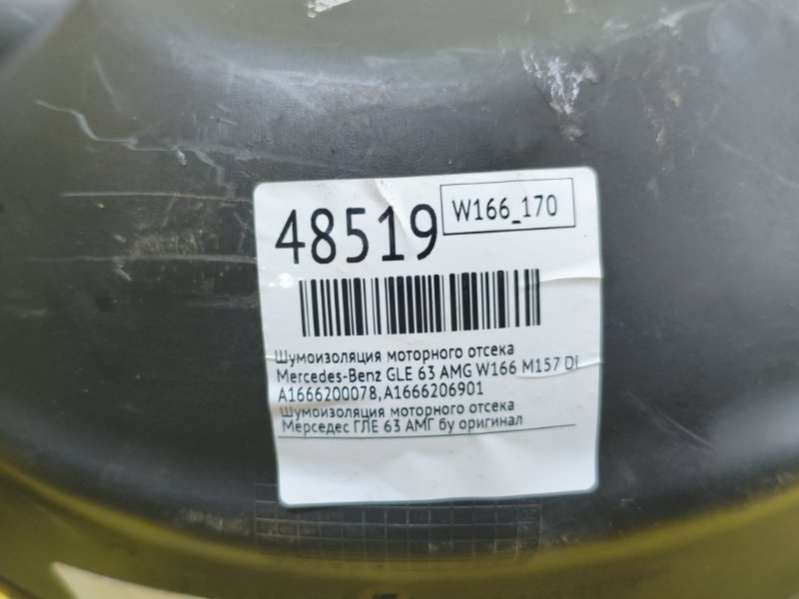 48519
W166_170
Шумоизоляция моторного отсека
Mercedes-Benz GLE 63 AMG W166 M157 DI
A1666200078,A1666206901
Шумоизоляция моторного отсека
Мерседес ГЛЕ 63 АМГ бу оригинал